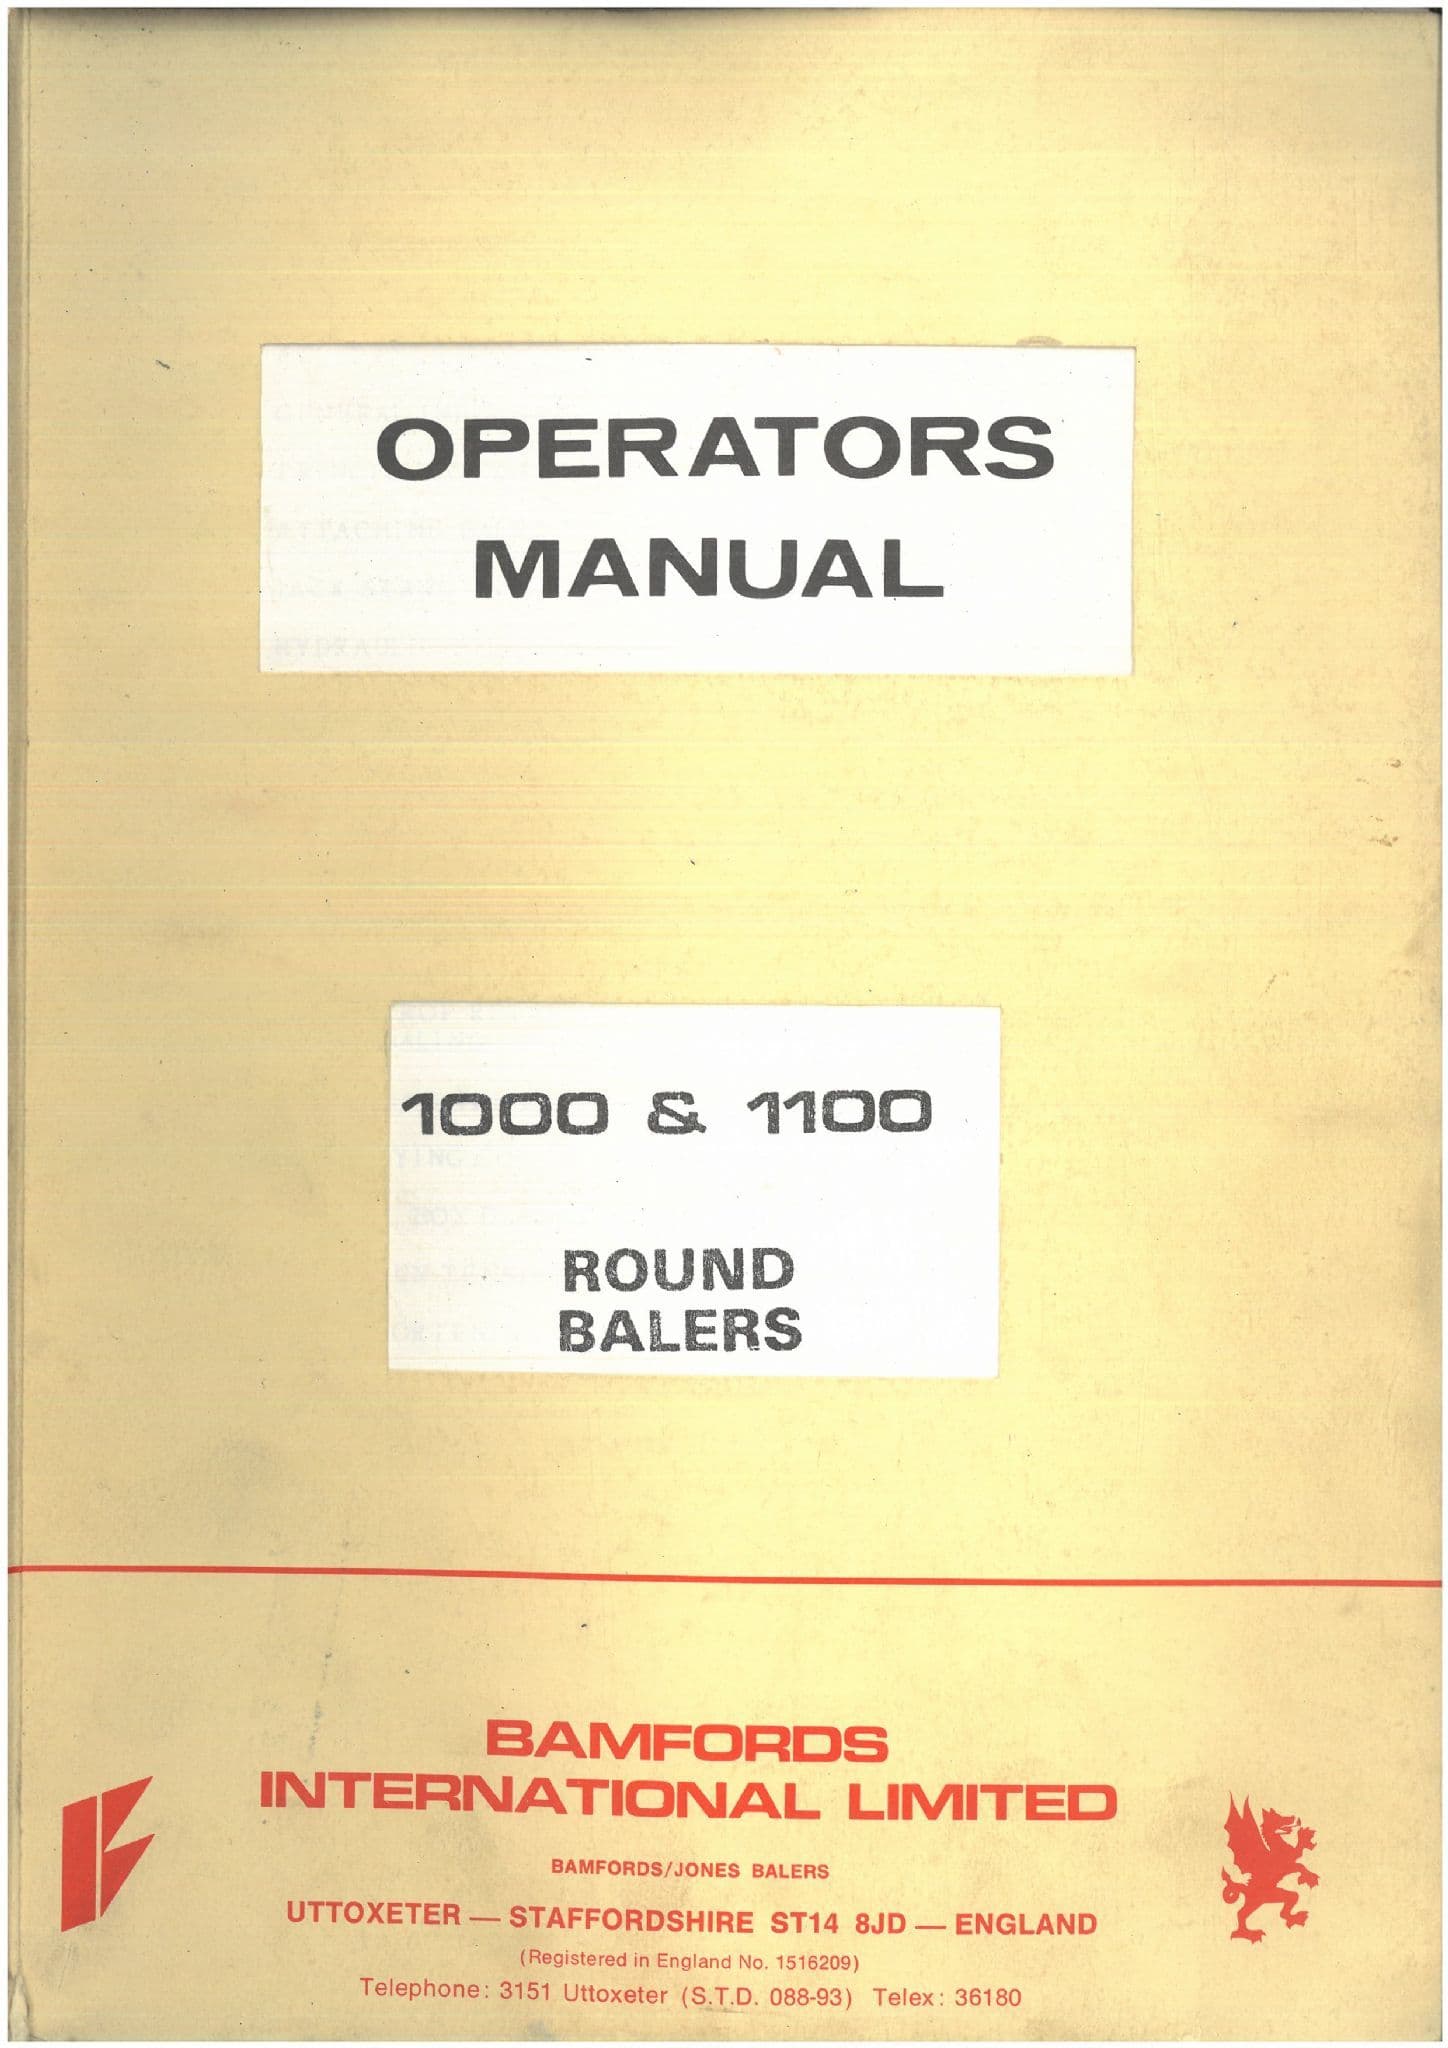 OPERATORS
MANUAL
1000 & 1100
ROUND
BALERS
BAMFORDS
INTERNATIONAL LIMITED
BAMFORDS/JONES BALERS
UTTOXETER — STAFFORDSHIRE ST14 8JD — ENGLAND
(Registered in England No. 1516209)
Telephone: 3151 Uttoxeter (S.T.D. 088-93) Telex: 36180